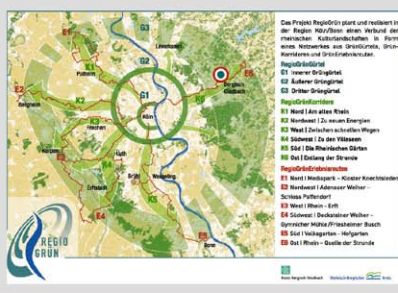 Das Projekt RegioGrün plant und realisiert in
der Region Köln/Bonn einen Verbund der
rheinischen Kulturlandschaften in Form
eines Netzwerkes aus GrünGürteln, Grün-
Korridoren und GrünErlebnisrouten.
RegioGrünGürtel
G1 Innerer Grüngürtel
G2 Äußerer Grüngürtel
G3 Dritter Grüngürtel
RegioGrünKorridore
K1 Nord | Am alten Rhein
K2 Nordwest | Zu neuen Energien
K3 West | Zwischen schnellen Wegen
K4 Südwest | Zu den Villeseen
K5 Süd | Die Rheinischen Gärten
K6 Ost | Entlang der Strunde
RegioGrünErlebnisrouten
E1 Nord | Mediapark - Kloster Knechtsteden
E2 Nordwest | Adenauer Weiher -
Schloss Paffendorf
E3 West | Rhein - Erft
E4 Südwest | Decksteiner Weiher -
Gymnicher Mühle/Friesheimer Busch
E5 Süd | Volksgarten - Hofgarten
E6 Ost | Rhein - Quelle der Strunde
E1
G3
K1
Pulheim
Leverkusen
G2
E6
Bergisch
Gladbach
E2
Bergheim
G1
K6
K2
Köln
K3
Frechen
Kerpen
Hürth
K4
E3
Brühl
Wesseling
Erftstadt
K5
E4
E5
Bonn
REGIO
GRÜN